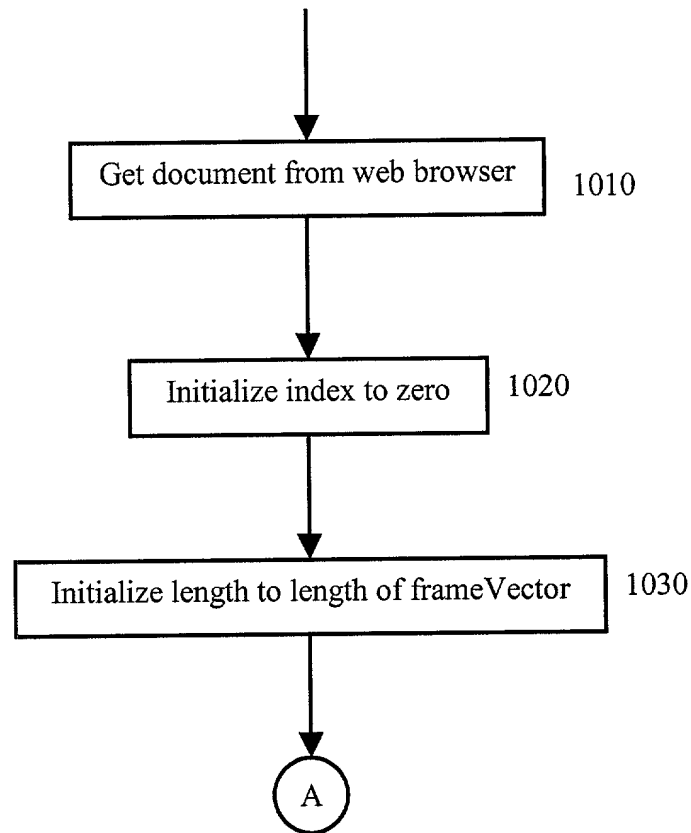 Get document from web browser
1010
Initialize index to zero
1020
Initialize length to length of frameVector
1030
A